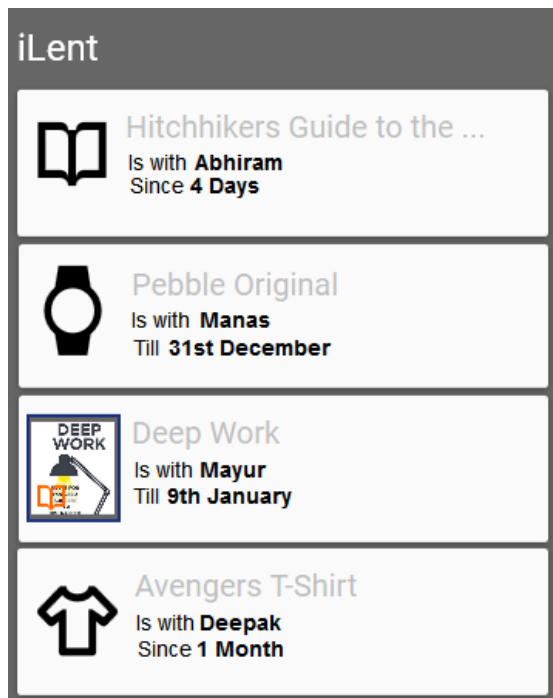 iLent
Hitchhikers Guide to the ...
Is with Abhiram
Since 4 Days
Pebble Original
Is with Manas
Till 31st December
DEEP
WORK
Deep Work
Is with Mayur
Till 9th January
Avengers T-Shirt
Is with Deepak
Since 1 Month